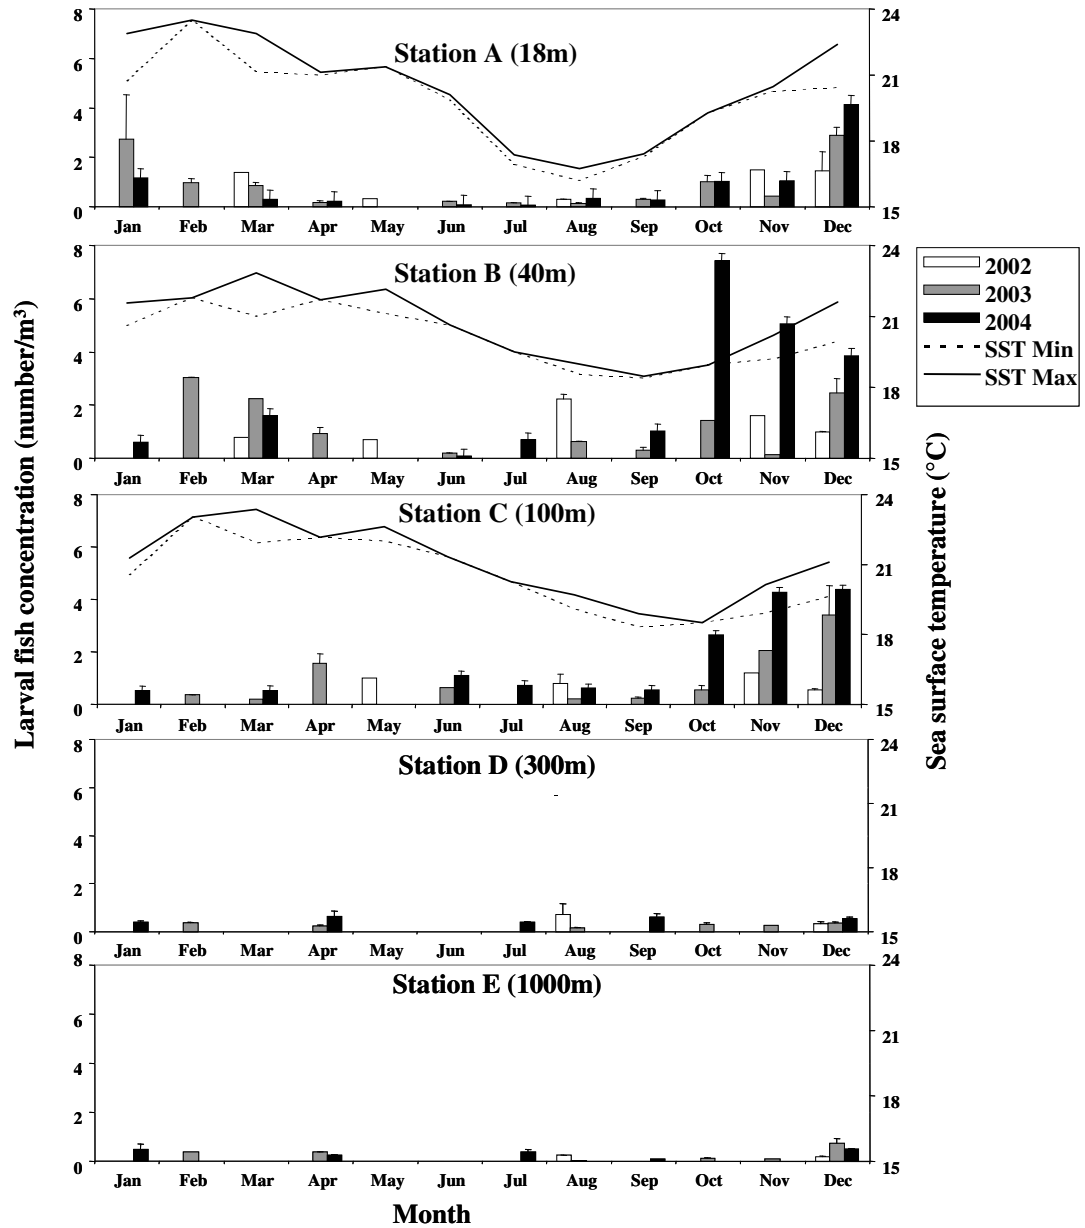 8 24
Station A (18m)
6 21
4 18
2
0 15
Jan Feb Mar Apr May Jun Jul Aug Sep Oct Nov Dec
8 24
Station B (40m)
6 21
4 18
2
0 15
Jan Feb Mar Apr May Jun Jul Aug Sep Oct Nov Dec
2002
2003
2004
SST Min
SST Max
8 24
Station C (100m)
6 21
4 18
2
0 15
Jan Feb Mar Apr May Jun Jul Aug Sep Oct Nov Dec
8 24
Station D (300m)
6 21
4 18
2
0 15
Jan Feb Mar Apr May Jun Jul Aug Sep Oct Nov Dec
8 24
Station E (1000m)
6 21
4 18
2
0 15
Jan Feb Mar Apr May Jun Jul Aug Sep Oct Nov Dec
Month
Larval fish concentration (number/m³)
Sea surface temperature (°C)